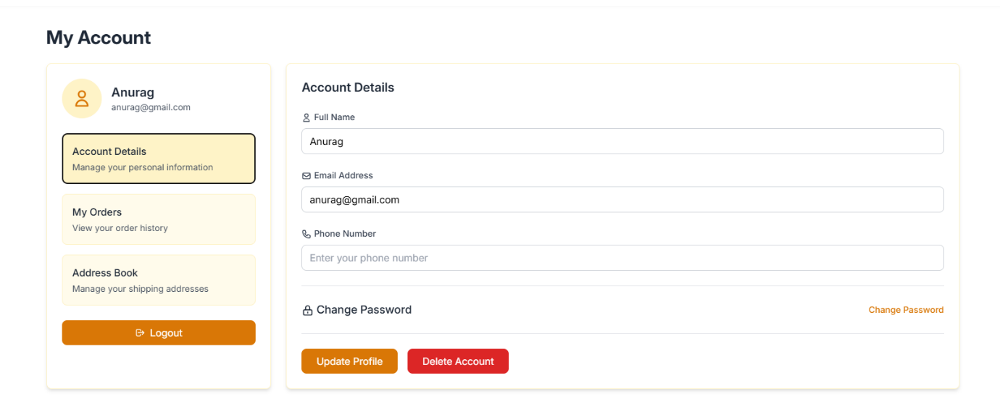 My Account
Anurag
anurag@gmail.com
Account Details
Manage your personal information
My Orders
View your order history
Address Book
Manage your shipping addresses
Logout
Account Details
Full Name
Anurag
Email Address
anurag@gmail.com
Phone Number
Enter your phone number
Change Password
Change Password
Update Profile
Delete Account